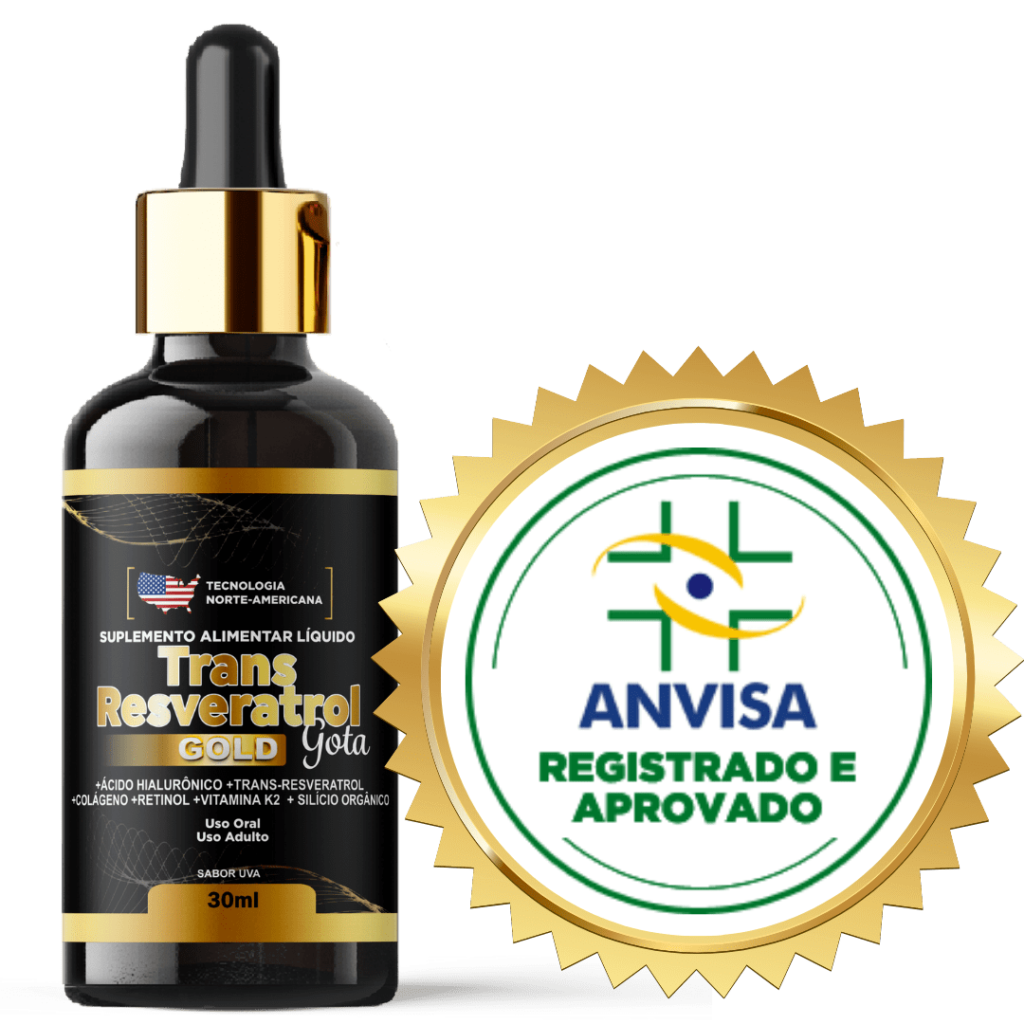 TECNOLOGIA
NORTE-AMERICANA
SUPLEMENTO ALIMENTAR LÍQUIDO
Trans
Resveratrol
GOLD Gota
+ÁCIDO HIALURÔNICO +TRANS-RESVERATROL
+COLÁGENO +RETINOL +VITAMINA K2 + SILÍCIO ORGÂNICO
Uso Oral
Uso Adulto
SABOR UVA
30ml
ANVISA
REGISTRADO E
APROVADO